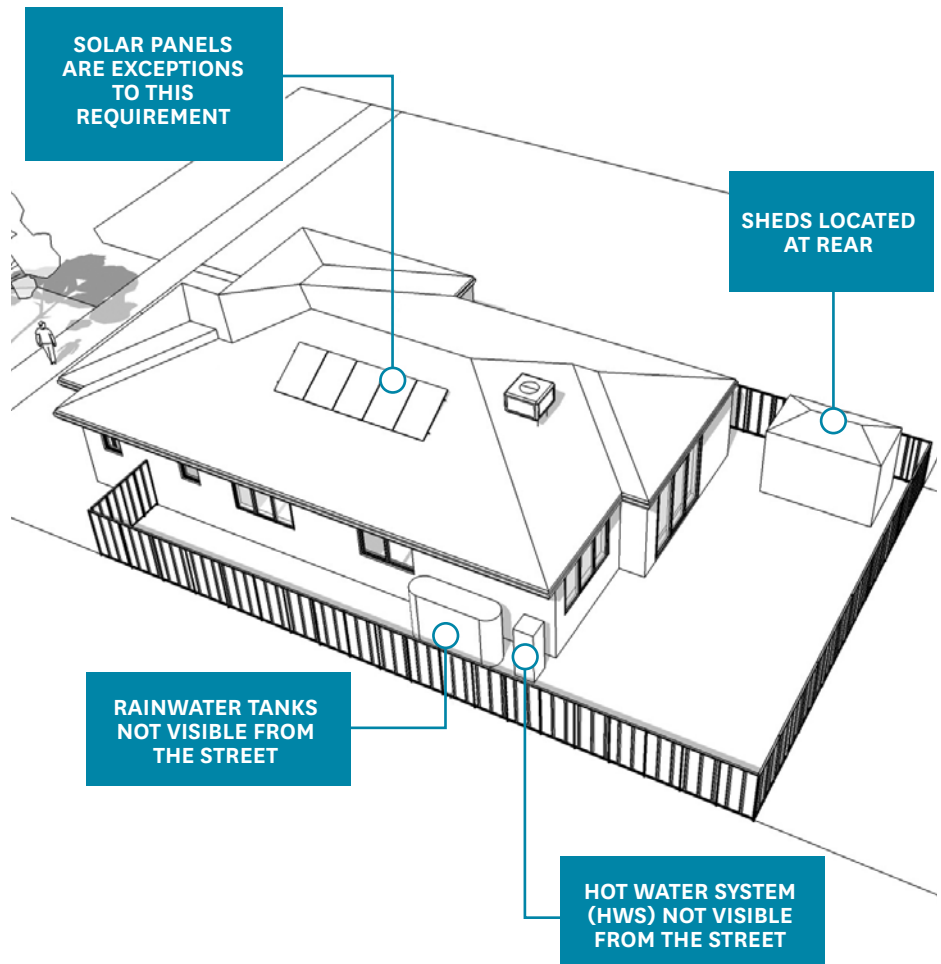 SOLAR PANELS
ARE EXCEPTIONS
TO THIS
REQUIREMENT
SHEDS LOCATED
AT REAR
RAINWATER TANKS
NOT VISIBLE FROM
THE STREET
HOT WATER SYSTEM
(HWS) NOT VISIBLE
FROM THE STREET